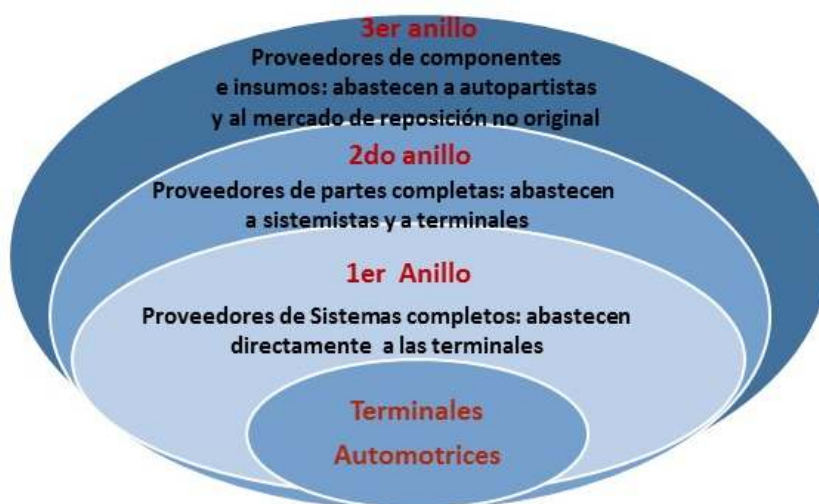 3er anillo
Proveedores de componentes
e insumos: abastecen a autopartistas
y al mercado de reposición no original
2do anillo
Proveedores de partes completas: abastecen
a sistemistas y a terminales
1er Anillo
Proveedores de Sistemas completos: abastecen
directamente a las terminales
Terminales
Automotrices